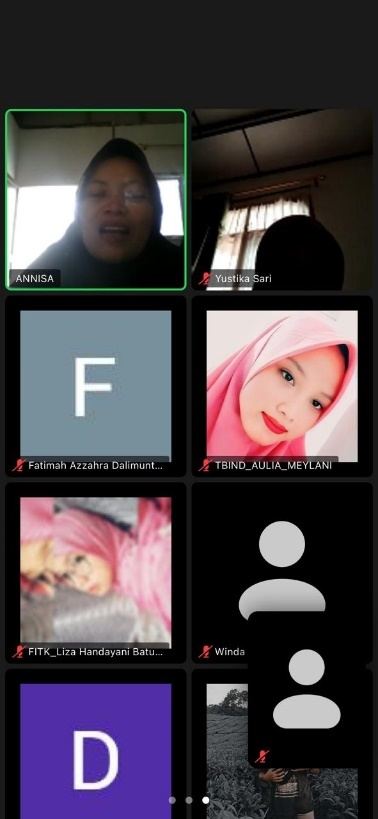 ANNISA
Yustika Sari
F
Fatimah Azzahra Dalimunt...
TBIND_AULIA_MEYLANI
FITK_Liza Handayani Batu...
Winda
D